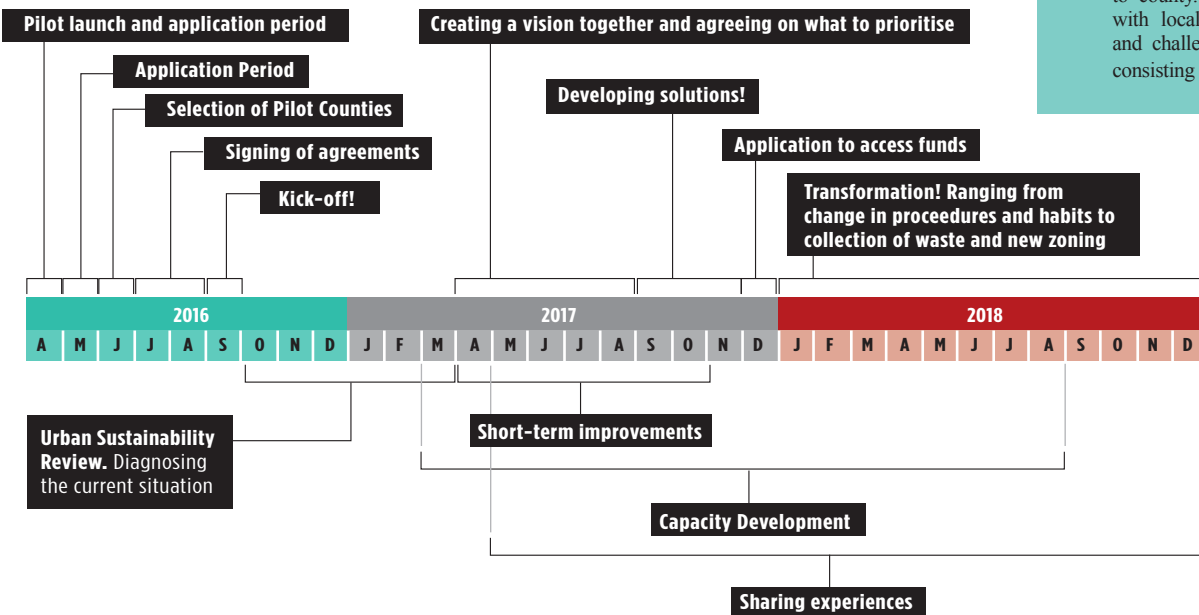 to county.
with local
and challe
consisting
Pilot launch and application period
Creating a vision together and agreeing on what to prioritise
Application Period
Developing solutions!
Selection of Pilot Counties
Signing of agreements
Application to access funds
Kick-off!
Transformation! Ranging from
change in proceedures and habits to
collection of waste and new zoning
2016 2017 2018
A M J J A S O N D J F M A M J J A S O N D J F M A M J J A S O N D
Urban Sustainability
Review. Diagnosing
the current situation
Short-term improvements
Capacity Development
Sharing experiences